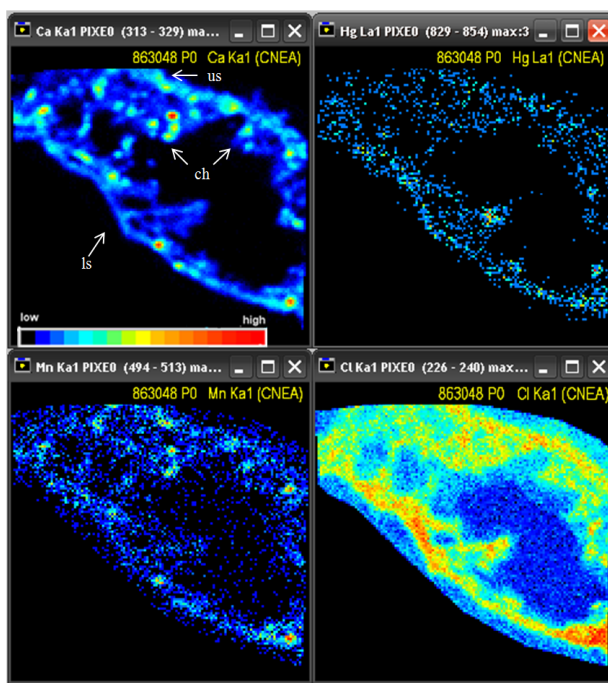 Ca Ka1 PIXE0 (313 - 329) ma...
863048 P0 Ca Ka1 (CNEA)
us
ch
ls
low high
Hg La1 PIXE0 (829 - 854) max:3
863048 P0 Hg La1 (CNEA)
Mn Ka1 PIXE0 (494 - 513) ma...
863048 P0 Mn Ka1 (CNEA)
Cl Ka1 PIXE0 (226 - 240) max...
863048 P0 Cl Ka1 (CNEA)